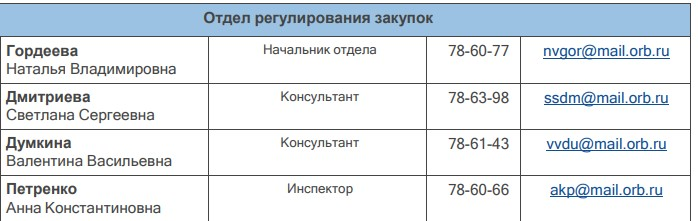 Отдел регулирования закупок
Гордеева
Наталья Владимировна
Начальник отдела
78-60-77
nvgor@mail.orb.ru
Дмитриева
Светлана Сергеевна
Консультант
78-63-98
ssdm@mail.orb.ru
Думкина
Валентина Васильевна
Консультант
78-61-43
vvdu@mail.orb.ru
Петренко
Анна Константиновна
Инспектор
78-60-66
akp@mail.orb.ru